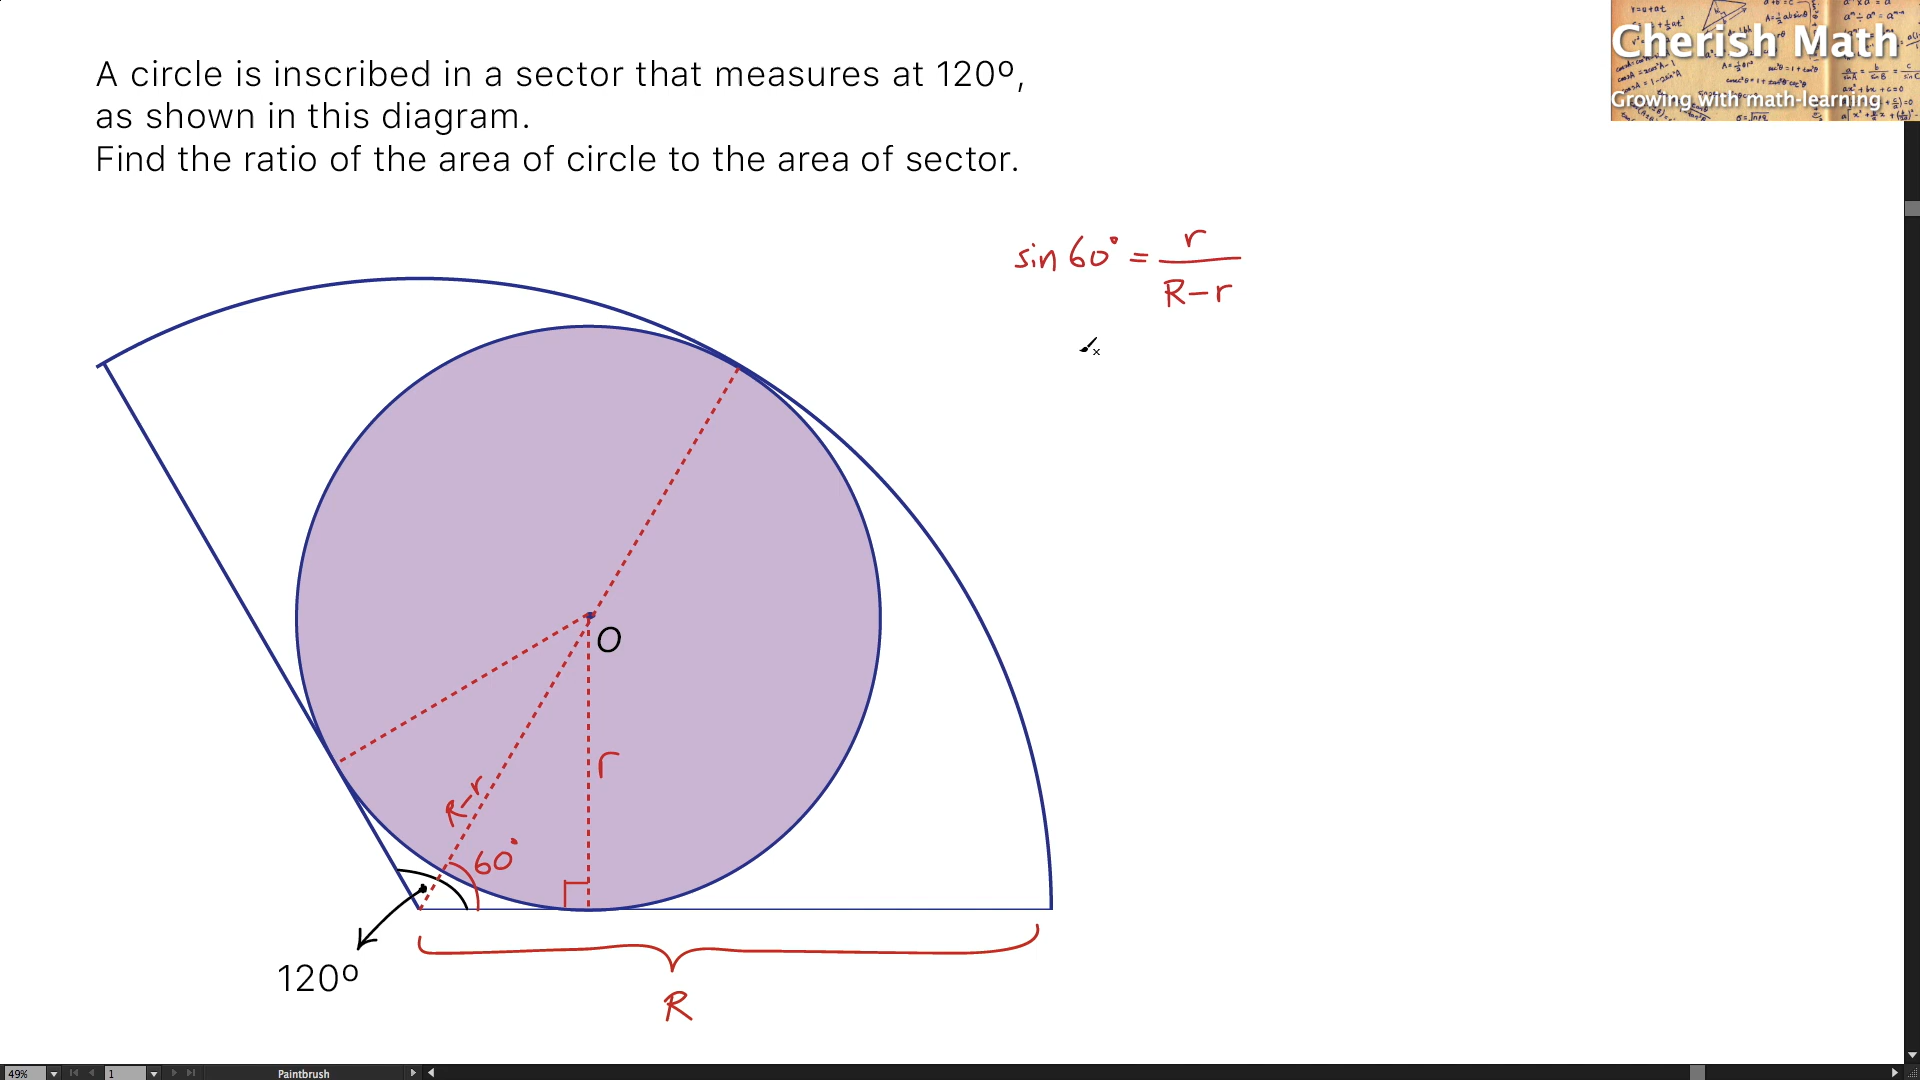 A circle is inscribed in a sector that measures at 120º,
as shown in this diagram.
Find the ratio of the area of circle to the area of sector.
Cherish Math
Growing with math-learning
sin 60° = r / R-r
O
r
R-r
60°
120º
R
49%
1
Paintbrush